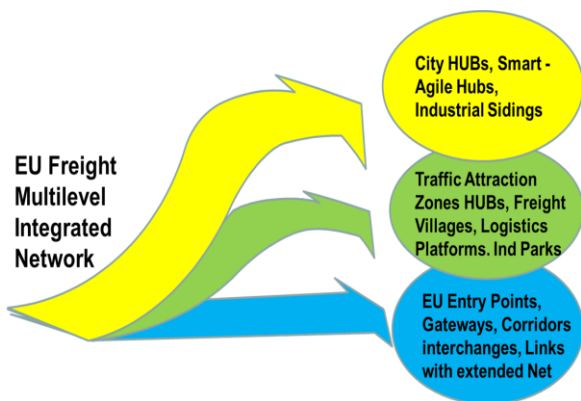 EU Freight
Multilevel
Integrated
Network
City HUBs, Smart -
Agile Hubs,
Industrial Sidings
Traffic Attraction
Zones HUBs, Freight
Villages, Logistics
Platforms. Ind Parks
EU Entry Points,
Gateways, Corridors
interchanges, Links
with extended Net